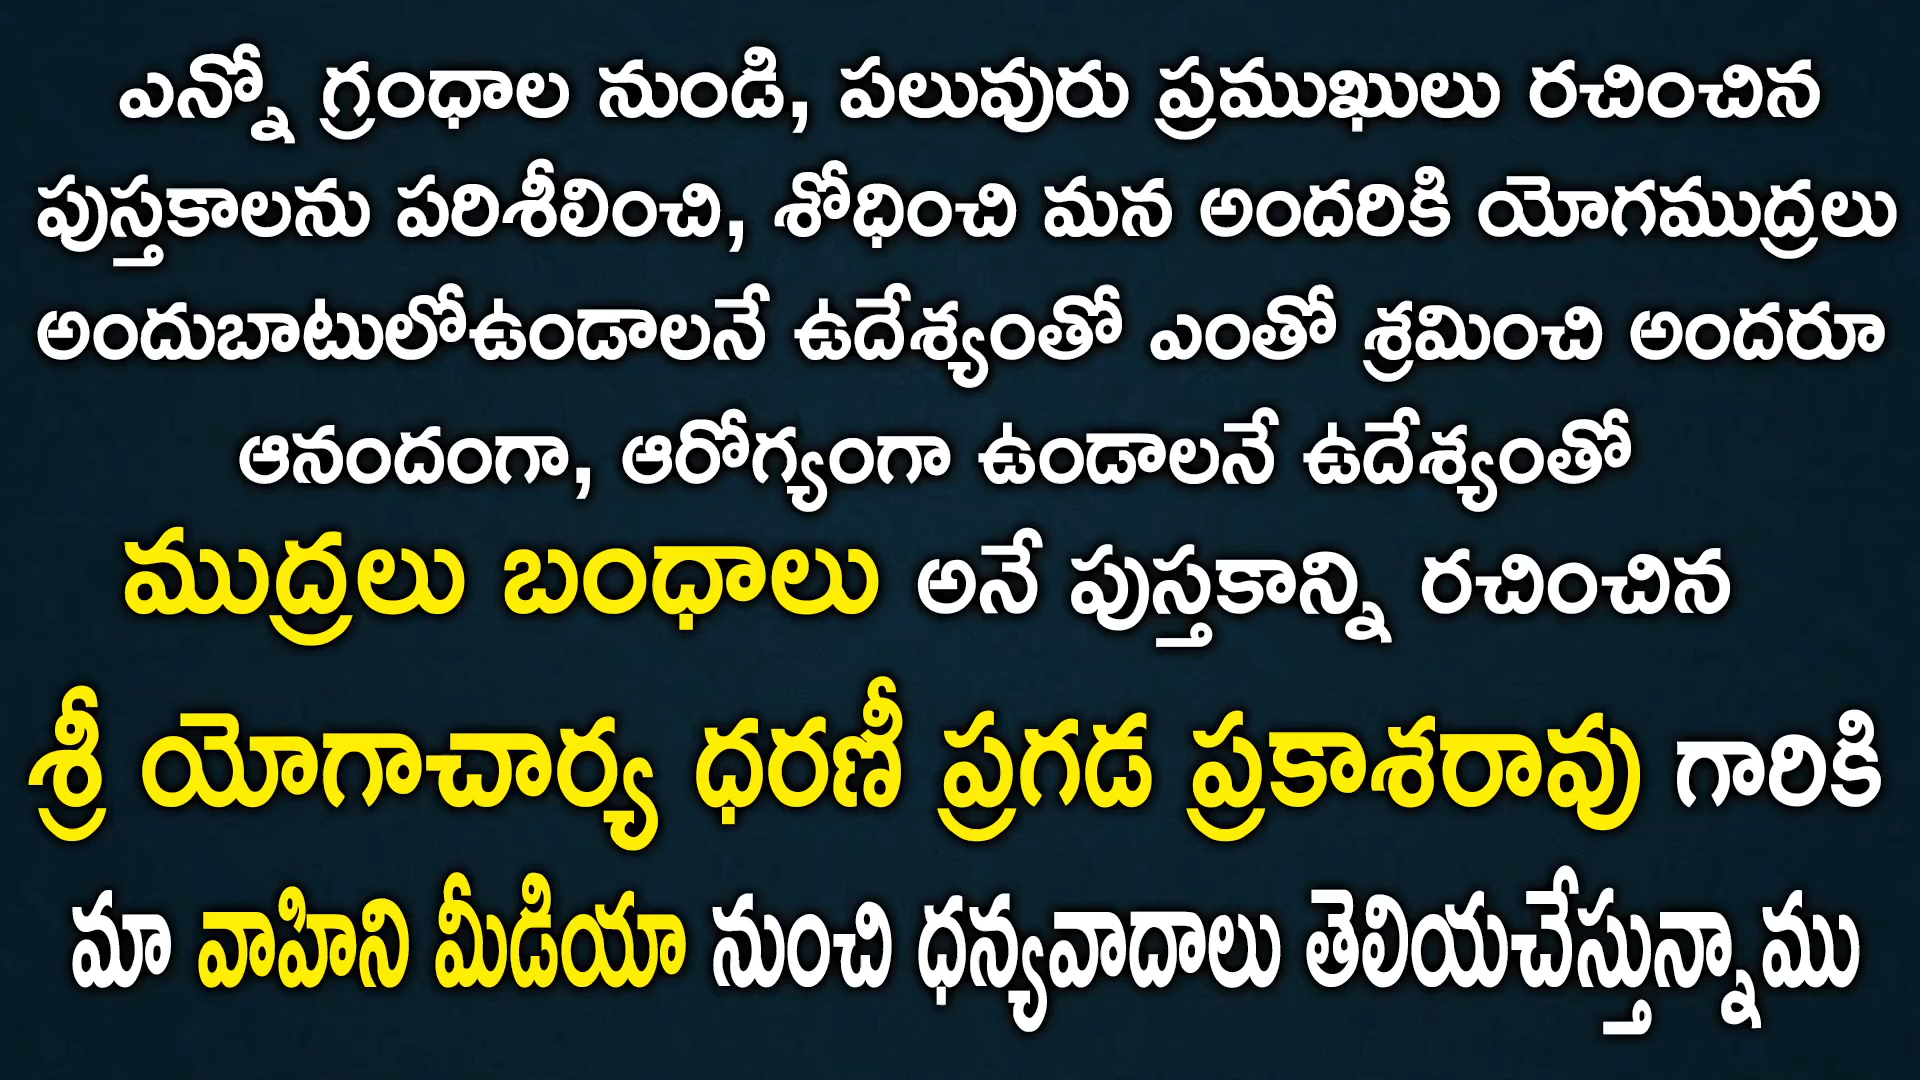 ఎన్నో గ్రంధాల నుండి, పలువురు ప్రముఖులు రచించిన
పుస్తకాలను పరిశీలించి, శోధించి మన అందరికి యోగముద్రలు
అందుబాటులోఉండాలనే ఉదేశ్యంతో ఎంతో శ్రమించి అందరూ
ఆనందంగా, ఆరోగ్యంగా ఉండాలనే ఉదేశ్యంతో
ముద్రలు బంధాలు అనే పుస్తకాన్ని రచించిన
శ్రీ యోగాచార్య ధరణీ ప్రగడ ప్రకాశరావు గారికి
మా వాహిని మీడియా నుంచి ధన్యవాదాలు తెలియచేస్తున్నాము